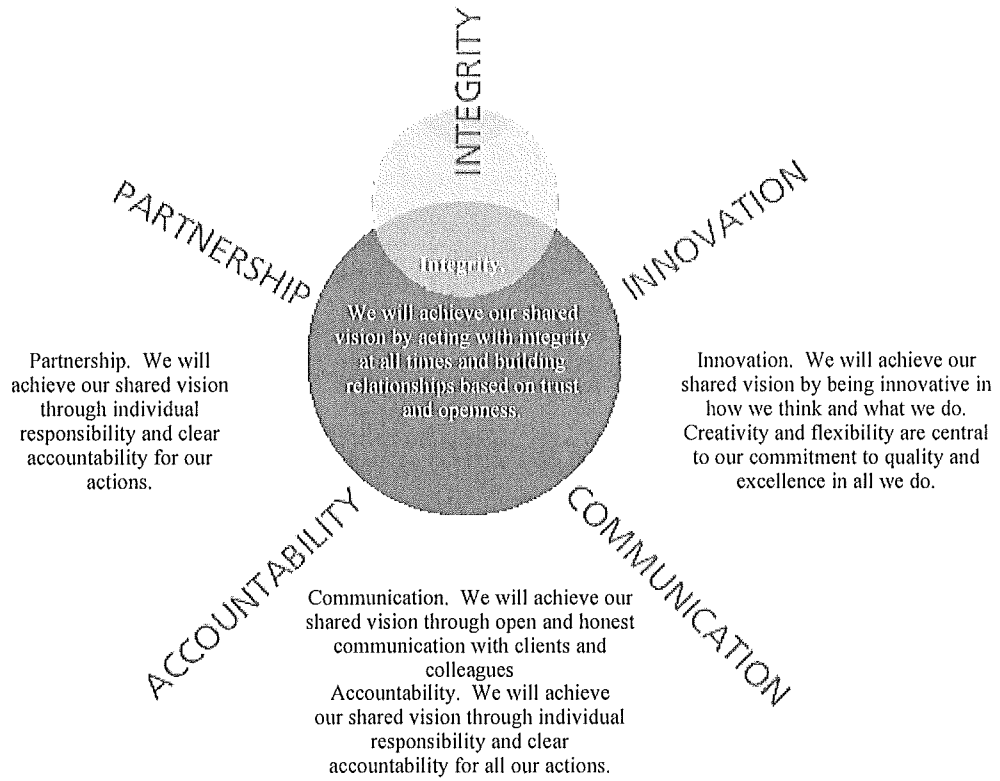 INTEGRITY
PARTNERSHIP
INNOVATION
Integrity.
We will achieve our shared
vision by acting with integrity
at all times and building
relationships based on trust
and openness.
Partnership. We will
achieve our shared vision
through individual
responsibility and clear
accountability for our
actions.
Innovation. We will achieve our
shared vision by being innovative in
how we think and what we do.
Creativity and flexibility are central
to our commitment to quality and
excellence in all we do.
ACCOUNTABILITY
COMMUNICATION
Communication. We will achieve our
shared vision through open and honest
communication with clients and
colleagues
Accountability. We will achieve
our shared vision through individual
responsibility and clear
accountability for all our actions.